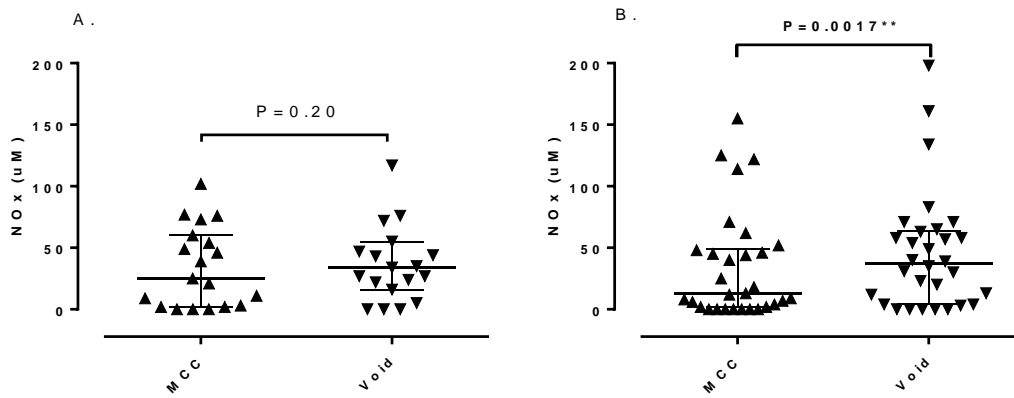 A.
B.
P=0.0017**
200
150
100
50
0
NOx (uM)
P=0.20
MCC
Void
200
150
100
50
0
NOx (uM)
MCC
Void